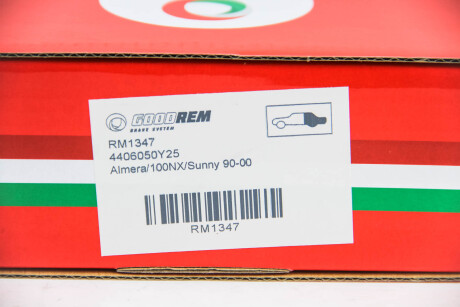 GOODREM
BRAKE SYSTEM
RM1347
4406050Y25
Almera/100NX/Sunny 90-00
RM1347